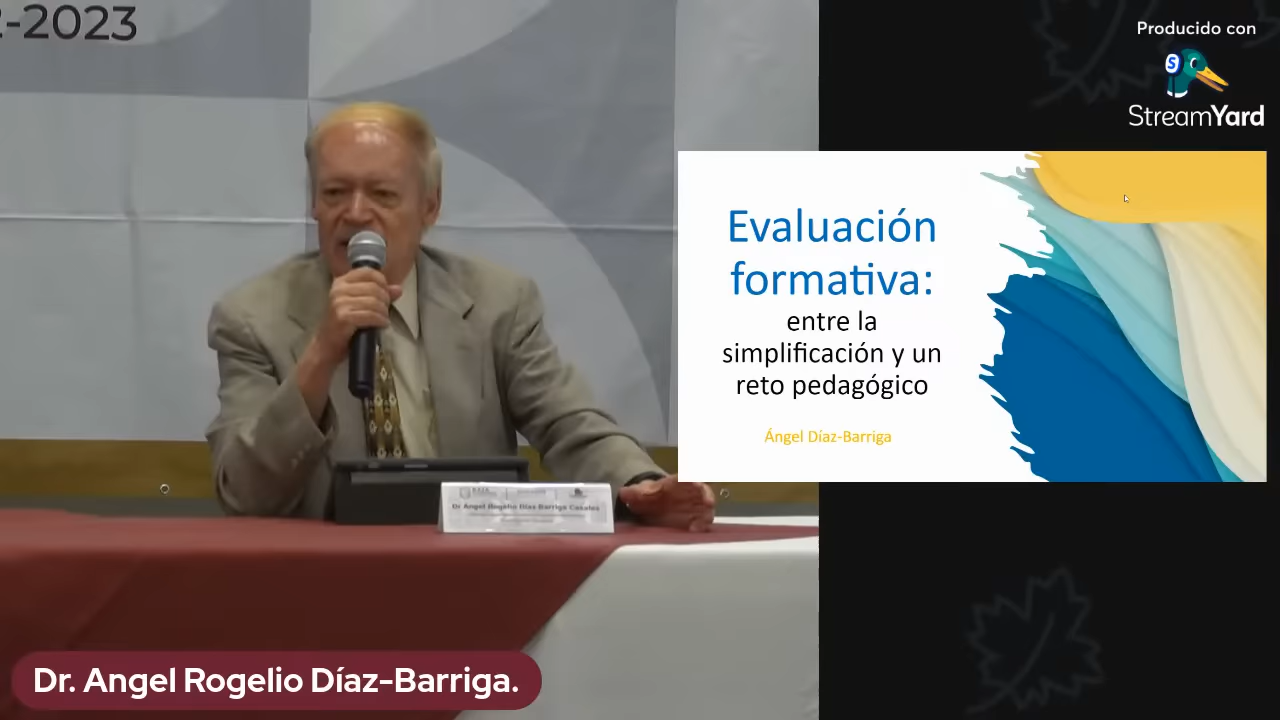 -2023
Producido con
S
StreamYard
Evaluación
formativa:
entre la
simplificación y un
reto pedagógico
Ángel Díaz-Barriga
Dr Angel Rogelio Díaz Barriga Casales
Dr. Angel Rogelio Díaz-Barriga.